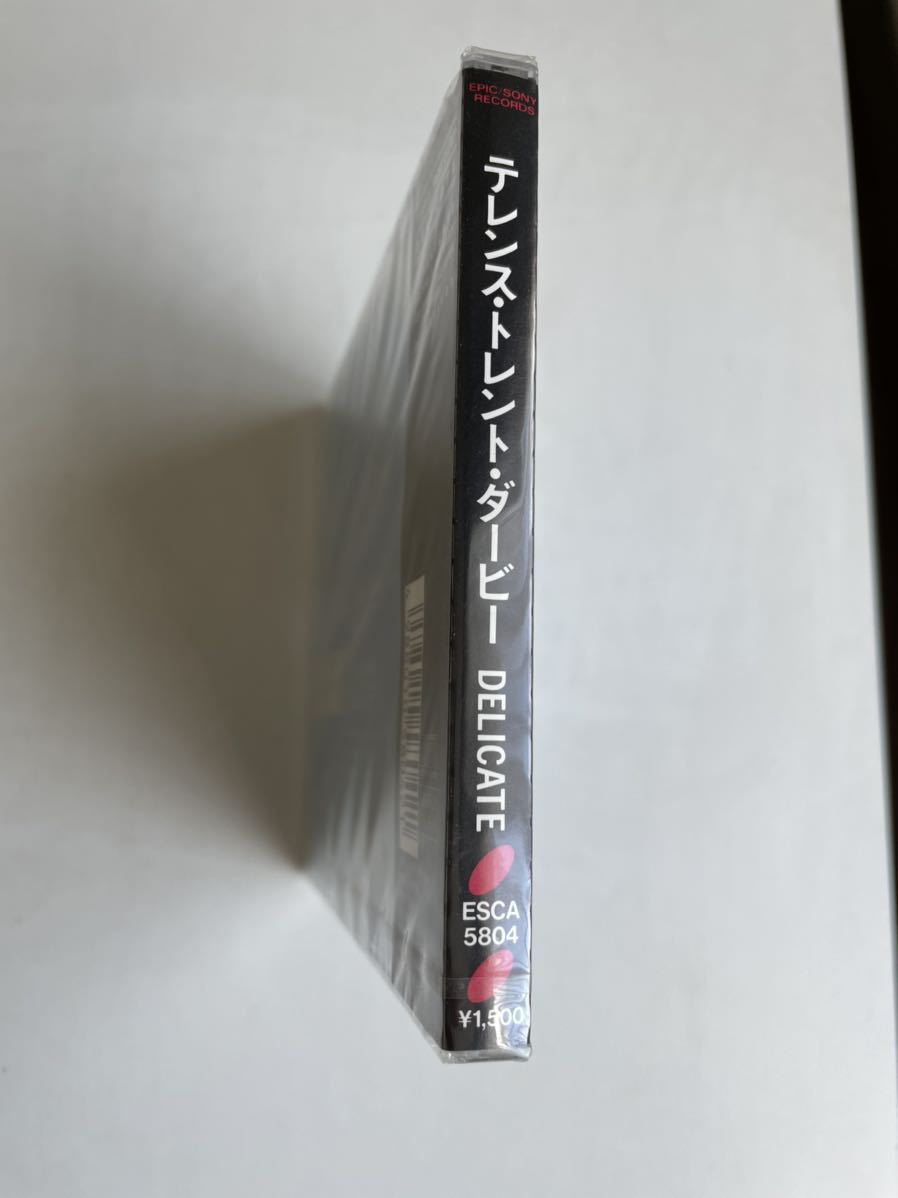 EPIC/SONY
RECORDS
テレンス・トレント・ダービー DELICATE
ESCA
5804
¥1,500